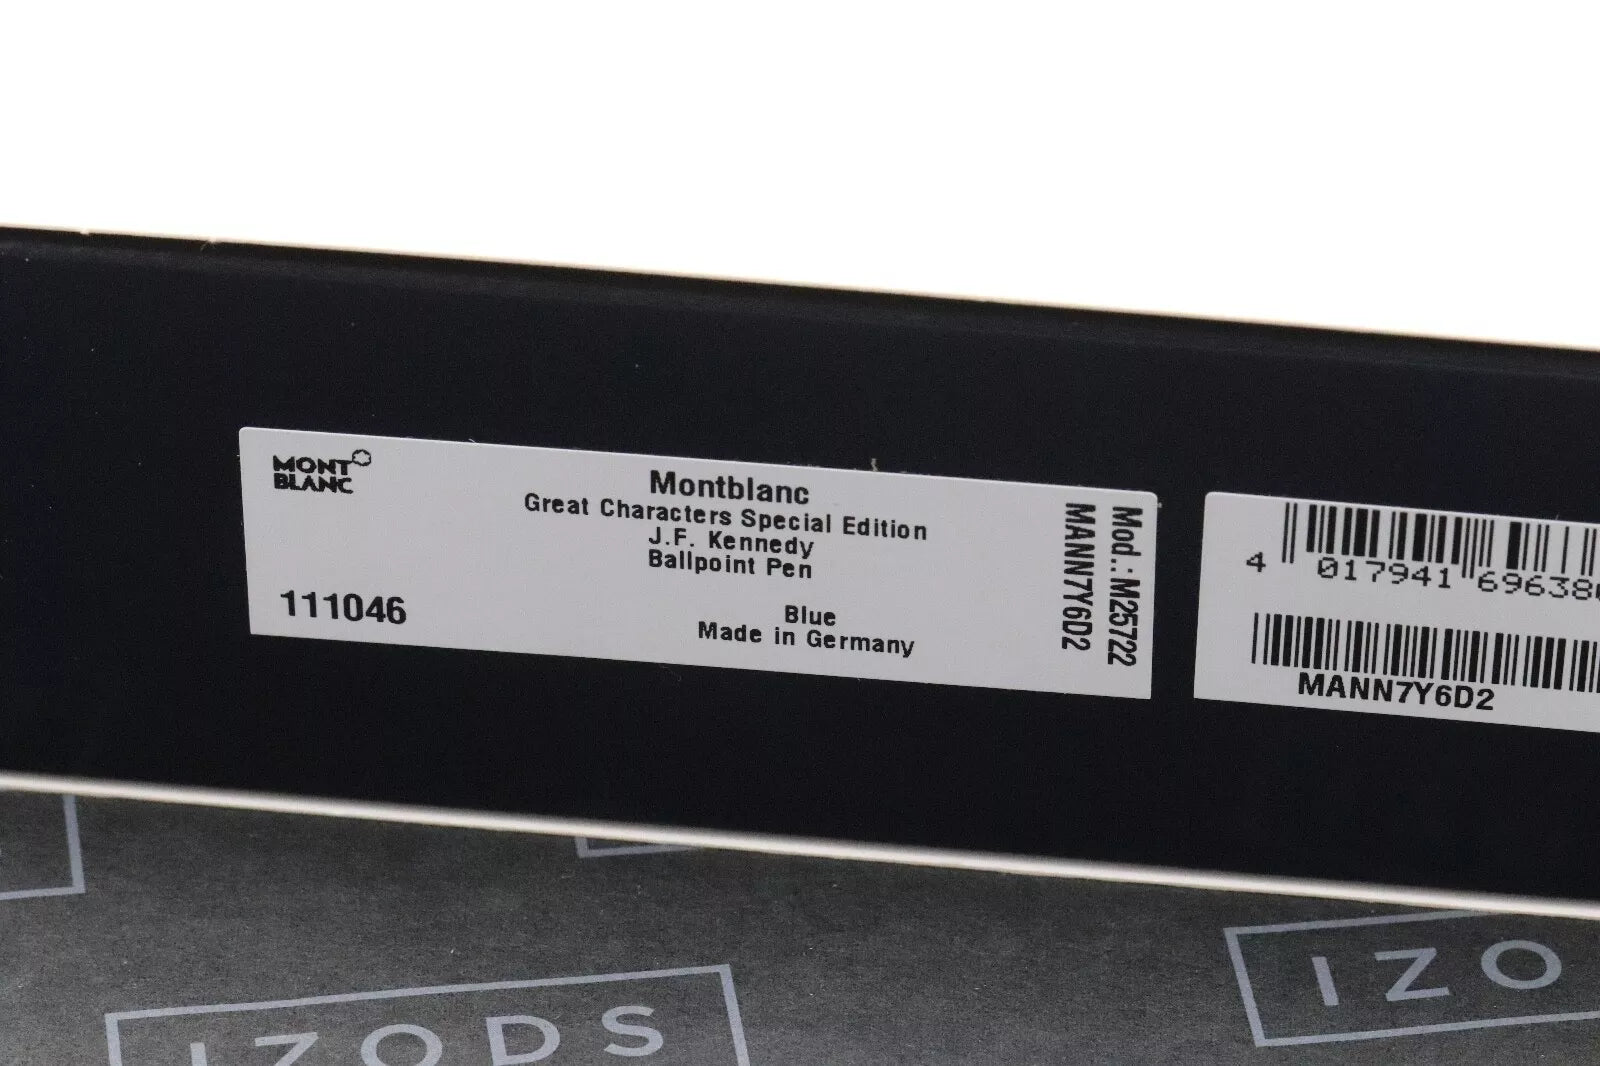 MONT
BLANC
Montblanc
Great Characters Special Edition
J.F. Kennedy
Ballpoint Pen
111046
Blue
Made in Germany
Mod.: M25722
MANN7Y6D2
4 017941 69638
MANN7Y6D2
IZODS
IZO